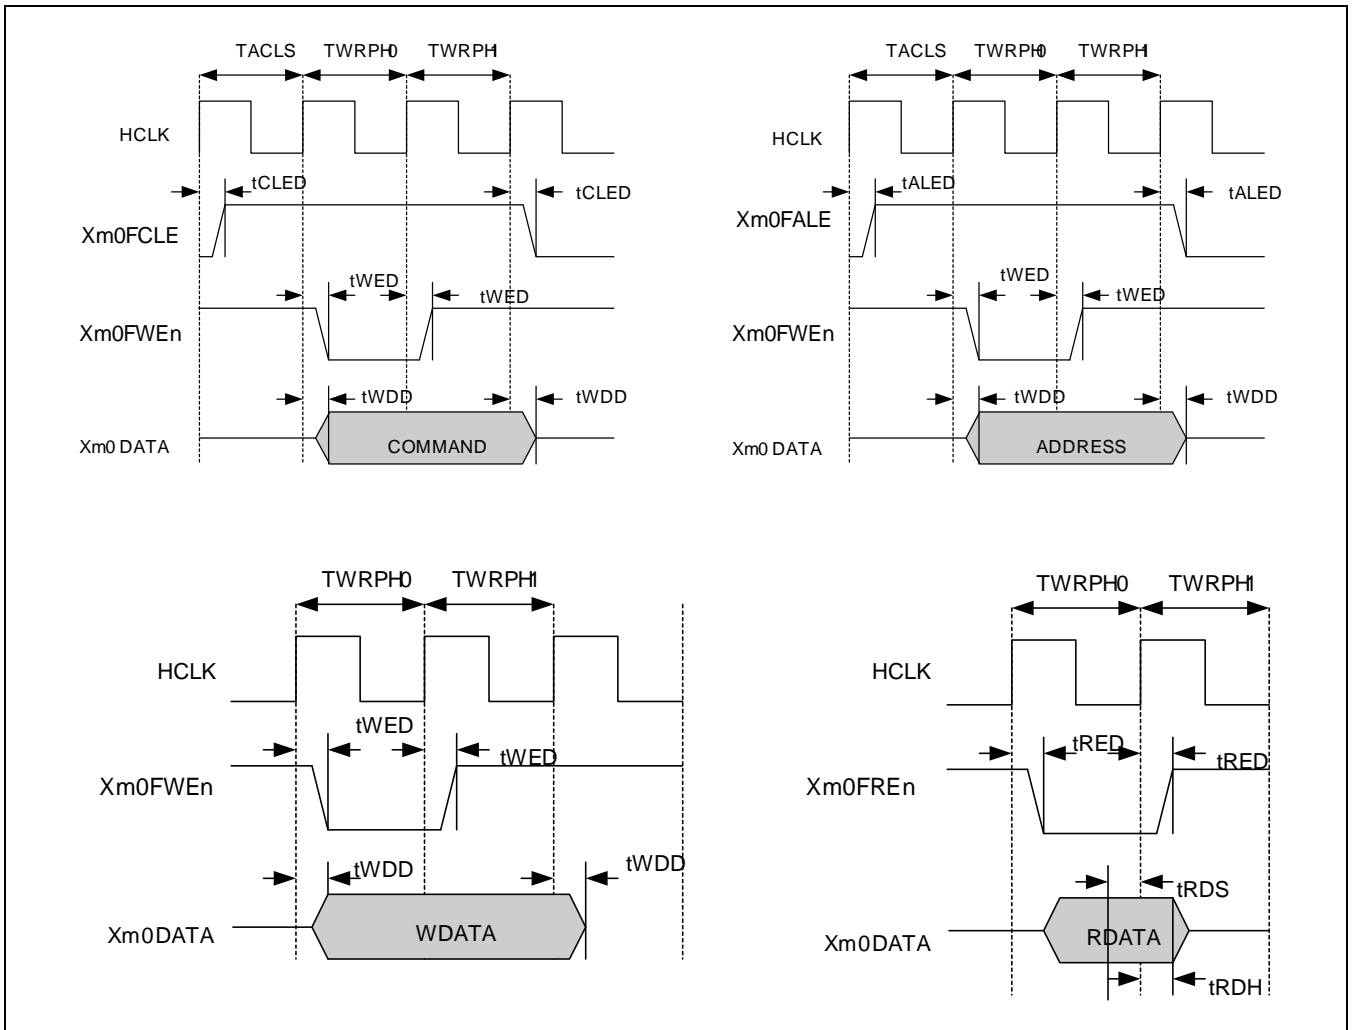 TACLS TWRPH0 TWRPH1
HCLK
tCLED tCLED
Xm0FCLE
tWED tWED
Xm0FWEn
tWDD tWDD
Xm0 DATA COMMAND
TACLS TWRPH0 TWRPH1
HCLK
tALED tALED
Xm0FALE
tWED tWED
Xm0FWEn
tWDD tWDD
Xm0 DATA ADDRESS
TWRPH0 TWRPH1
HCLK
tWED tWED
Xm0FWEn
tWDD tWDD
Xm0DATA WDATA
TWRPH0 TWRPH1
HCLK
tRED tRED
Xm0FREn
tRDS
Xm0DATA RDATA
tRDH